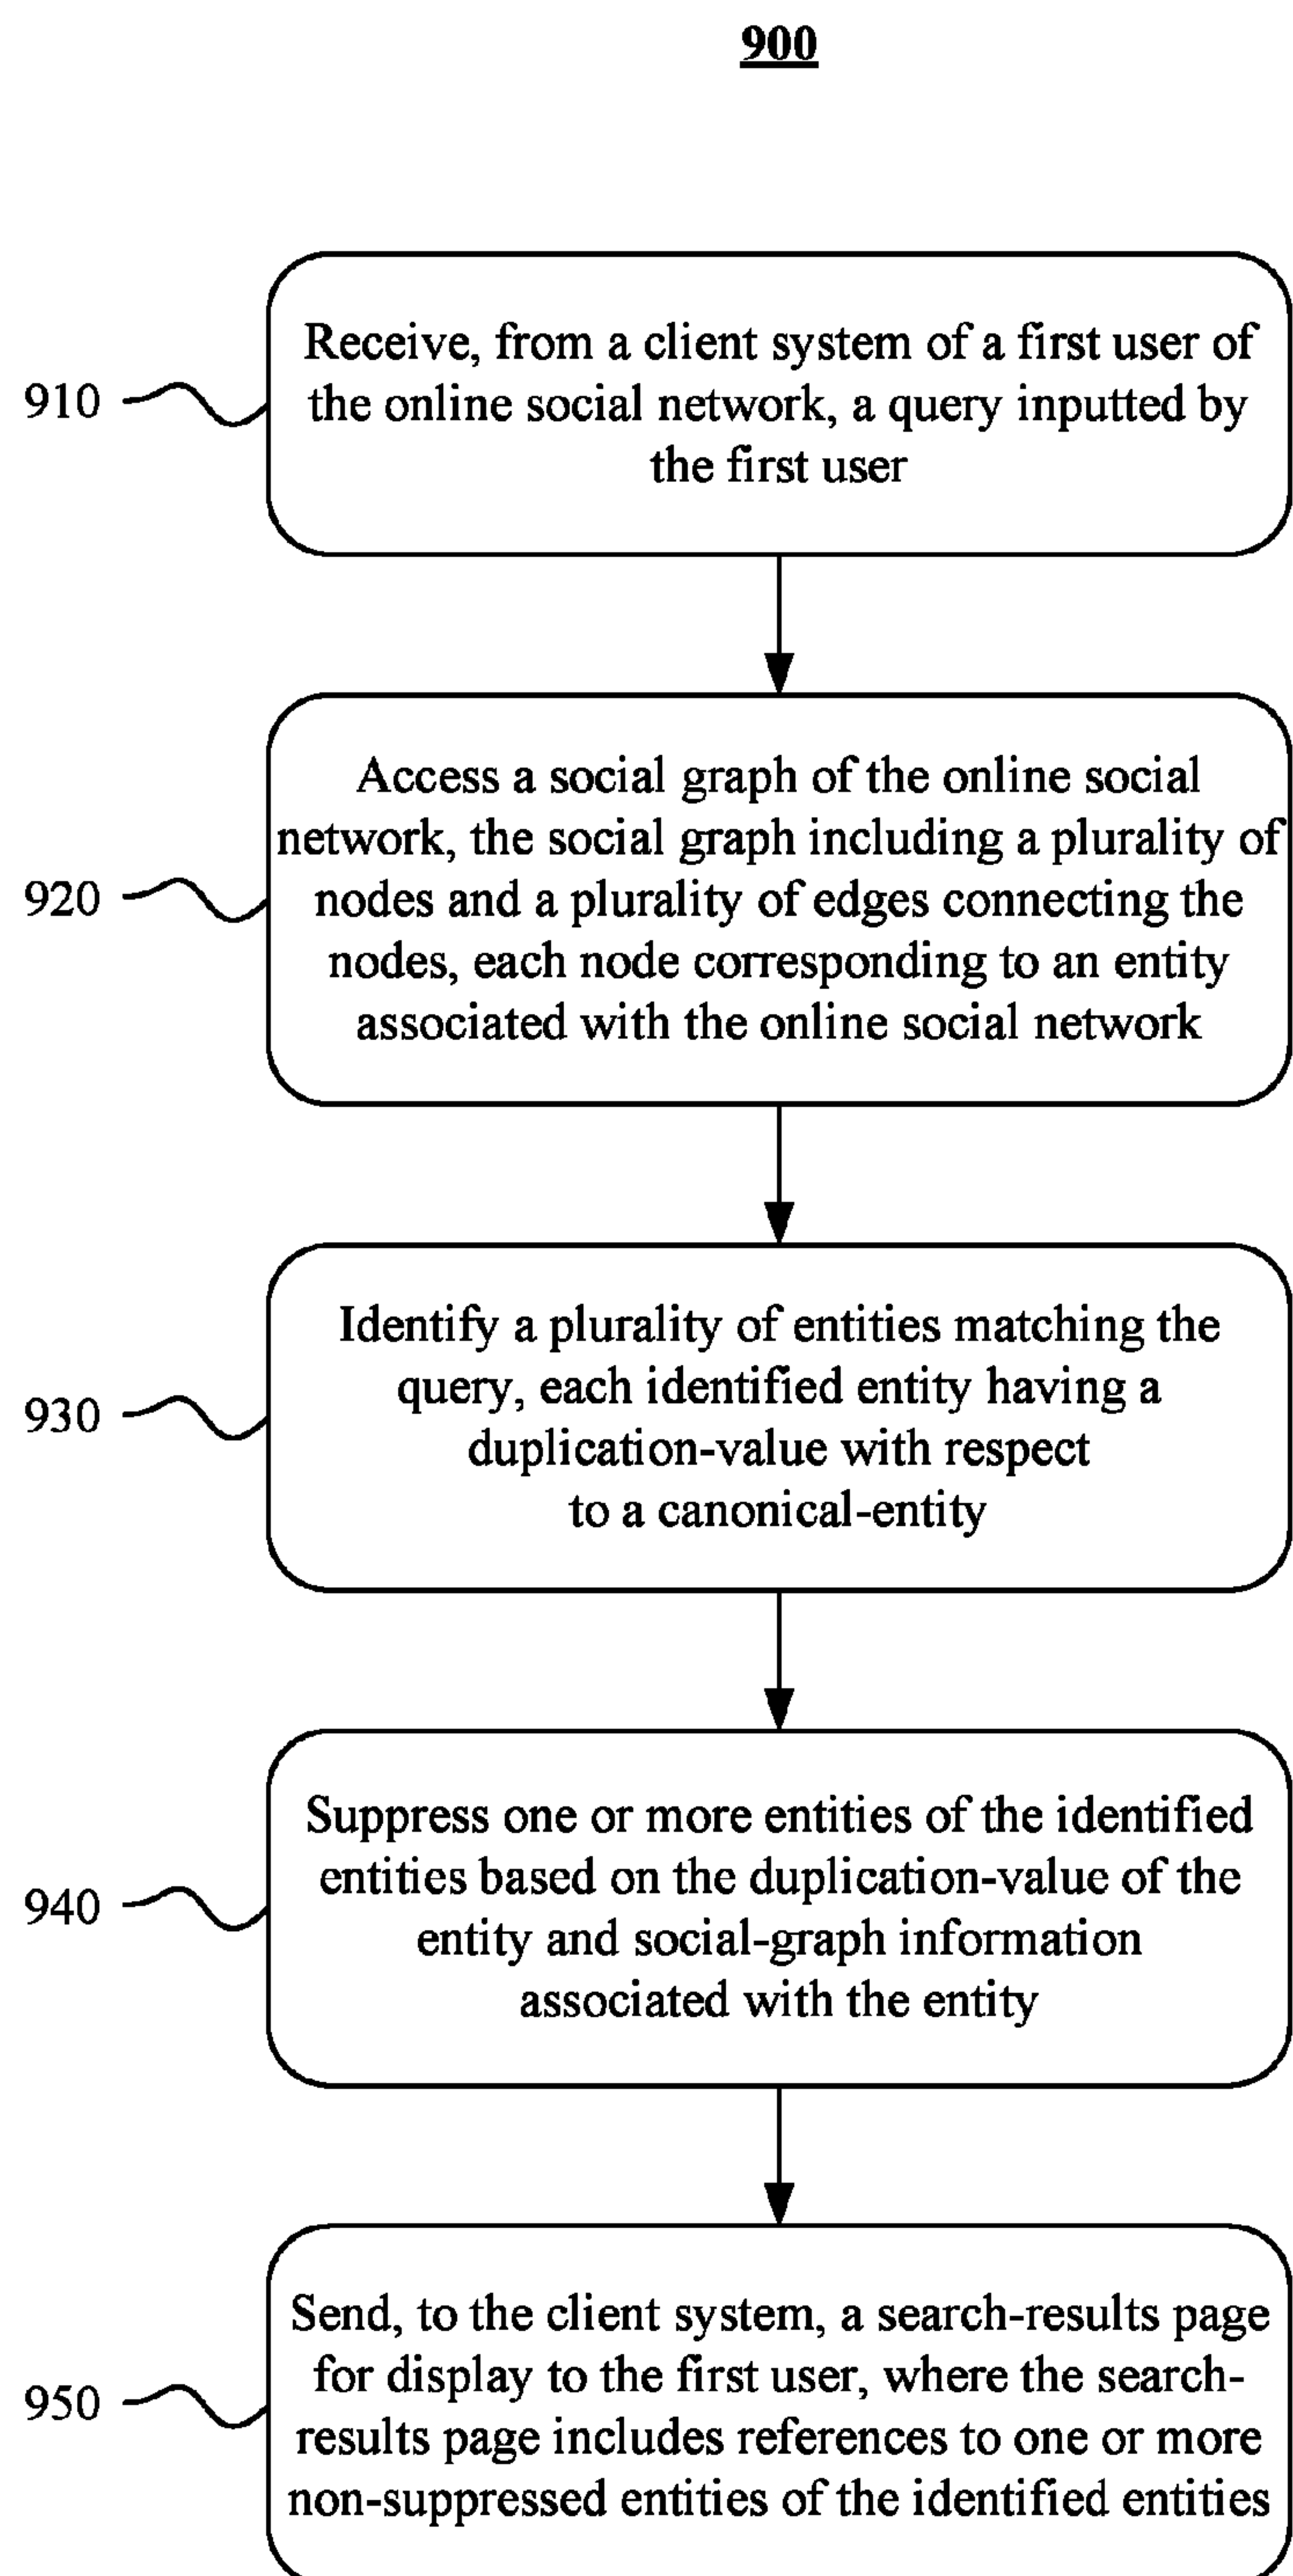 900
910
Receive, from a client system of a first user of
the online social network, a query inputted by
the first user
920
Access a social graph of the online social
network, the social graph including a plurality of
nodes and a plurality of edges connecting the
nodes, each node corresponding to an entity
associated with the online social network
930
Identify a plurality of entities matching the
query, each identified entity having a
duplication-value with respect
to a canonical-entity
940
Suppress one or more entities of the identified
entities based on the duplication-value of the
entity and social-graph information
associated with the entity
950
Send, to the client system, a search-results page
for display to the first user, where the search-
results page includes references to one or more
non-suppressed entities of the identified entities